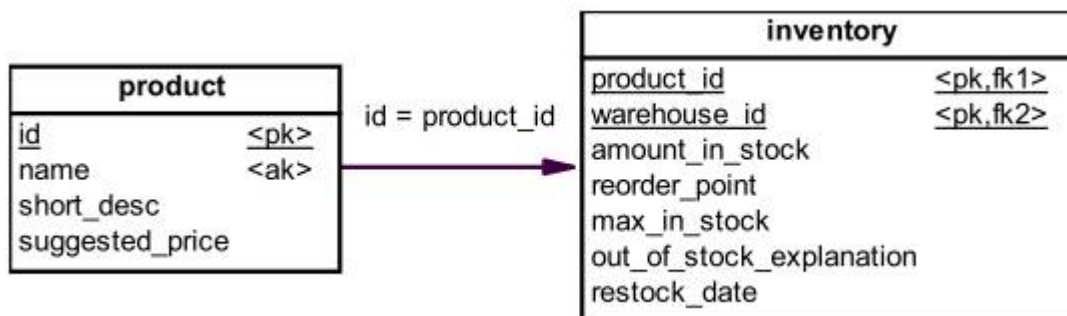 product
id <pk>
name <ak>
short_desc
suggested_price
id = product_id
inventory
product_id <pk,fk1>
warehouse_id <pk,fk2>
amount_in_stock
reorder_point
max_in_stock
out_of_stock_explanation
restock_date